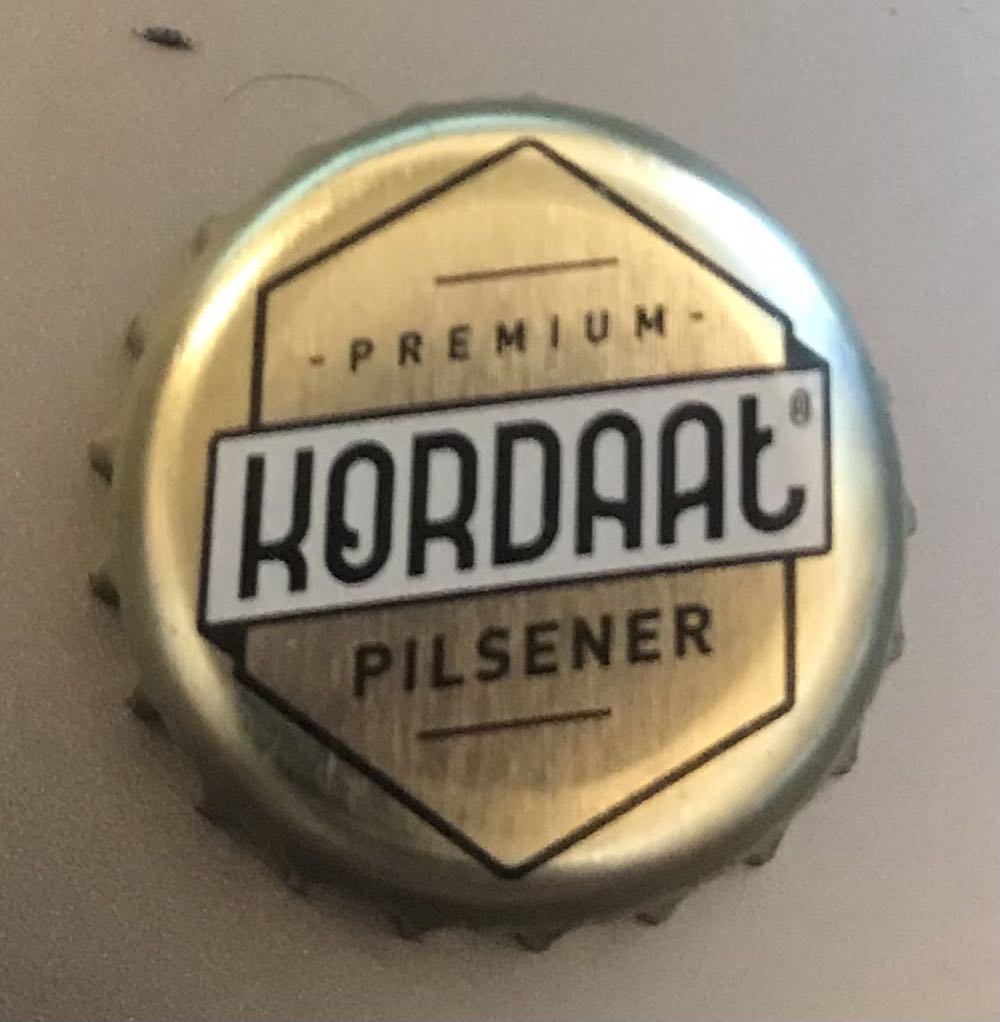 - PREMIUM -
KORDAAt®
PILSENER